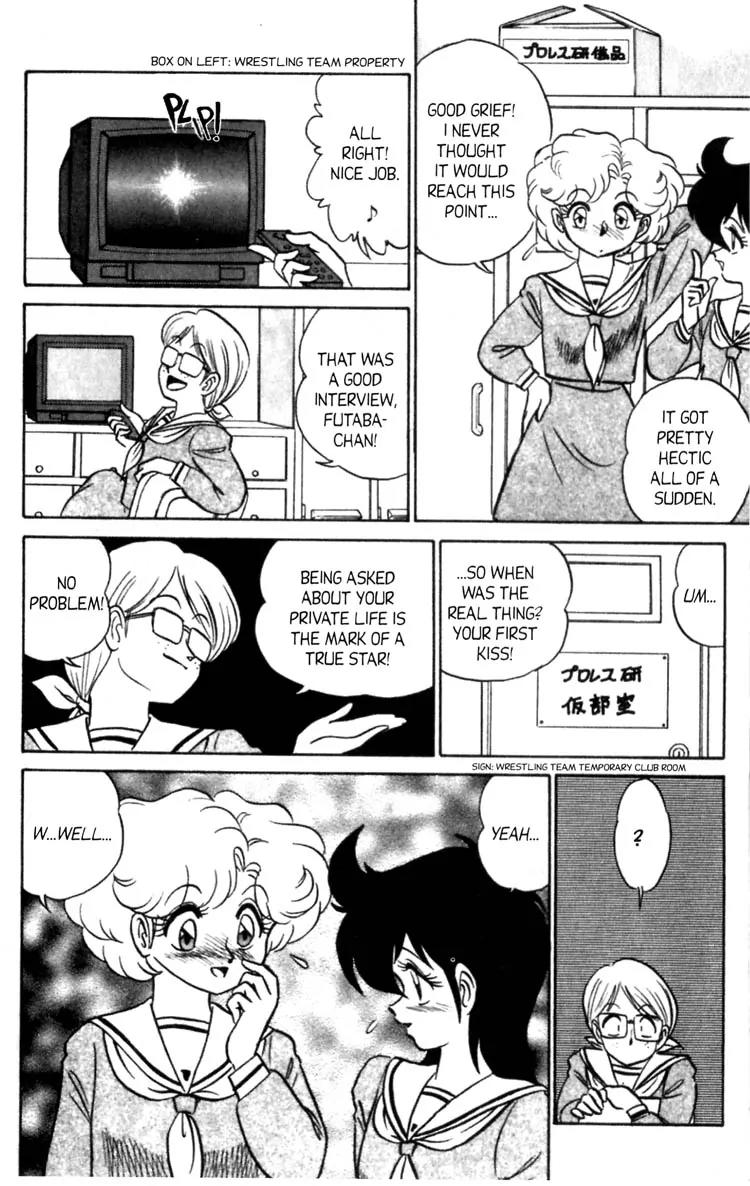 プロレス研備品
GOOD GRIEF!
I NEVER
THOUGHT
IT WOULD
REACH THIS
POINT...
IT GOT
PRETTY
HECTIC
ALL OF A
SUDDEN.
BOX ON LEFT: WRESTLING TEAM PROPERTY
ALL
RIGHT!
NICE JOB.
PLIP!
THAT WAS
A GOOD
INTERVIEW,
FUTABA-
CHAN!
UM...
...SO WHEN
WAS THE
REAL THING?
YOUR FIRST
KISS!
プロレス研
仮部室
SIGN: WRESTLING TEAM TEMPORARY CLUB ROOM
BEING ASKED
ABOUT YOUR
PRIVATE LIFE IS
THE MARK OF A
TRUE STAR!
NO
PROBLEM!
?
YEAH...
W...WELL...